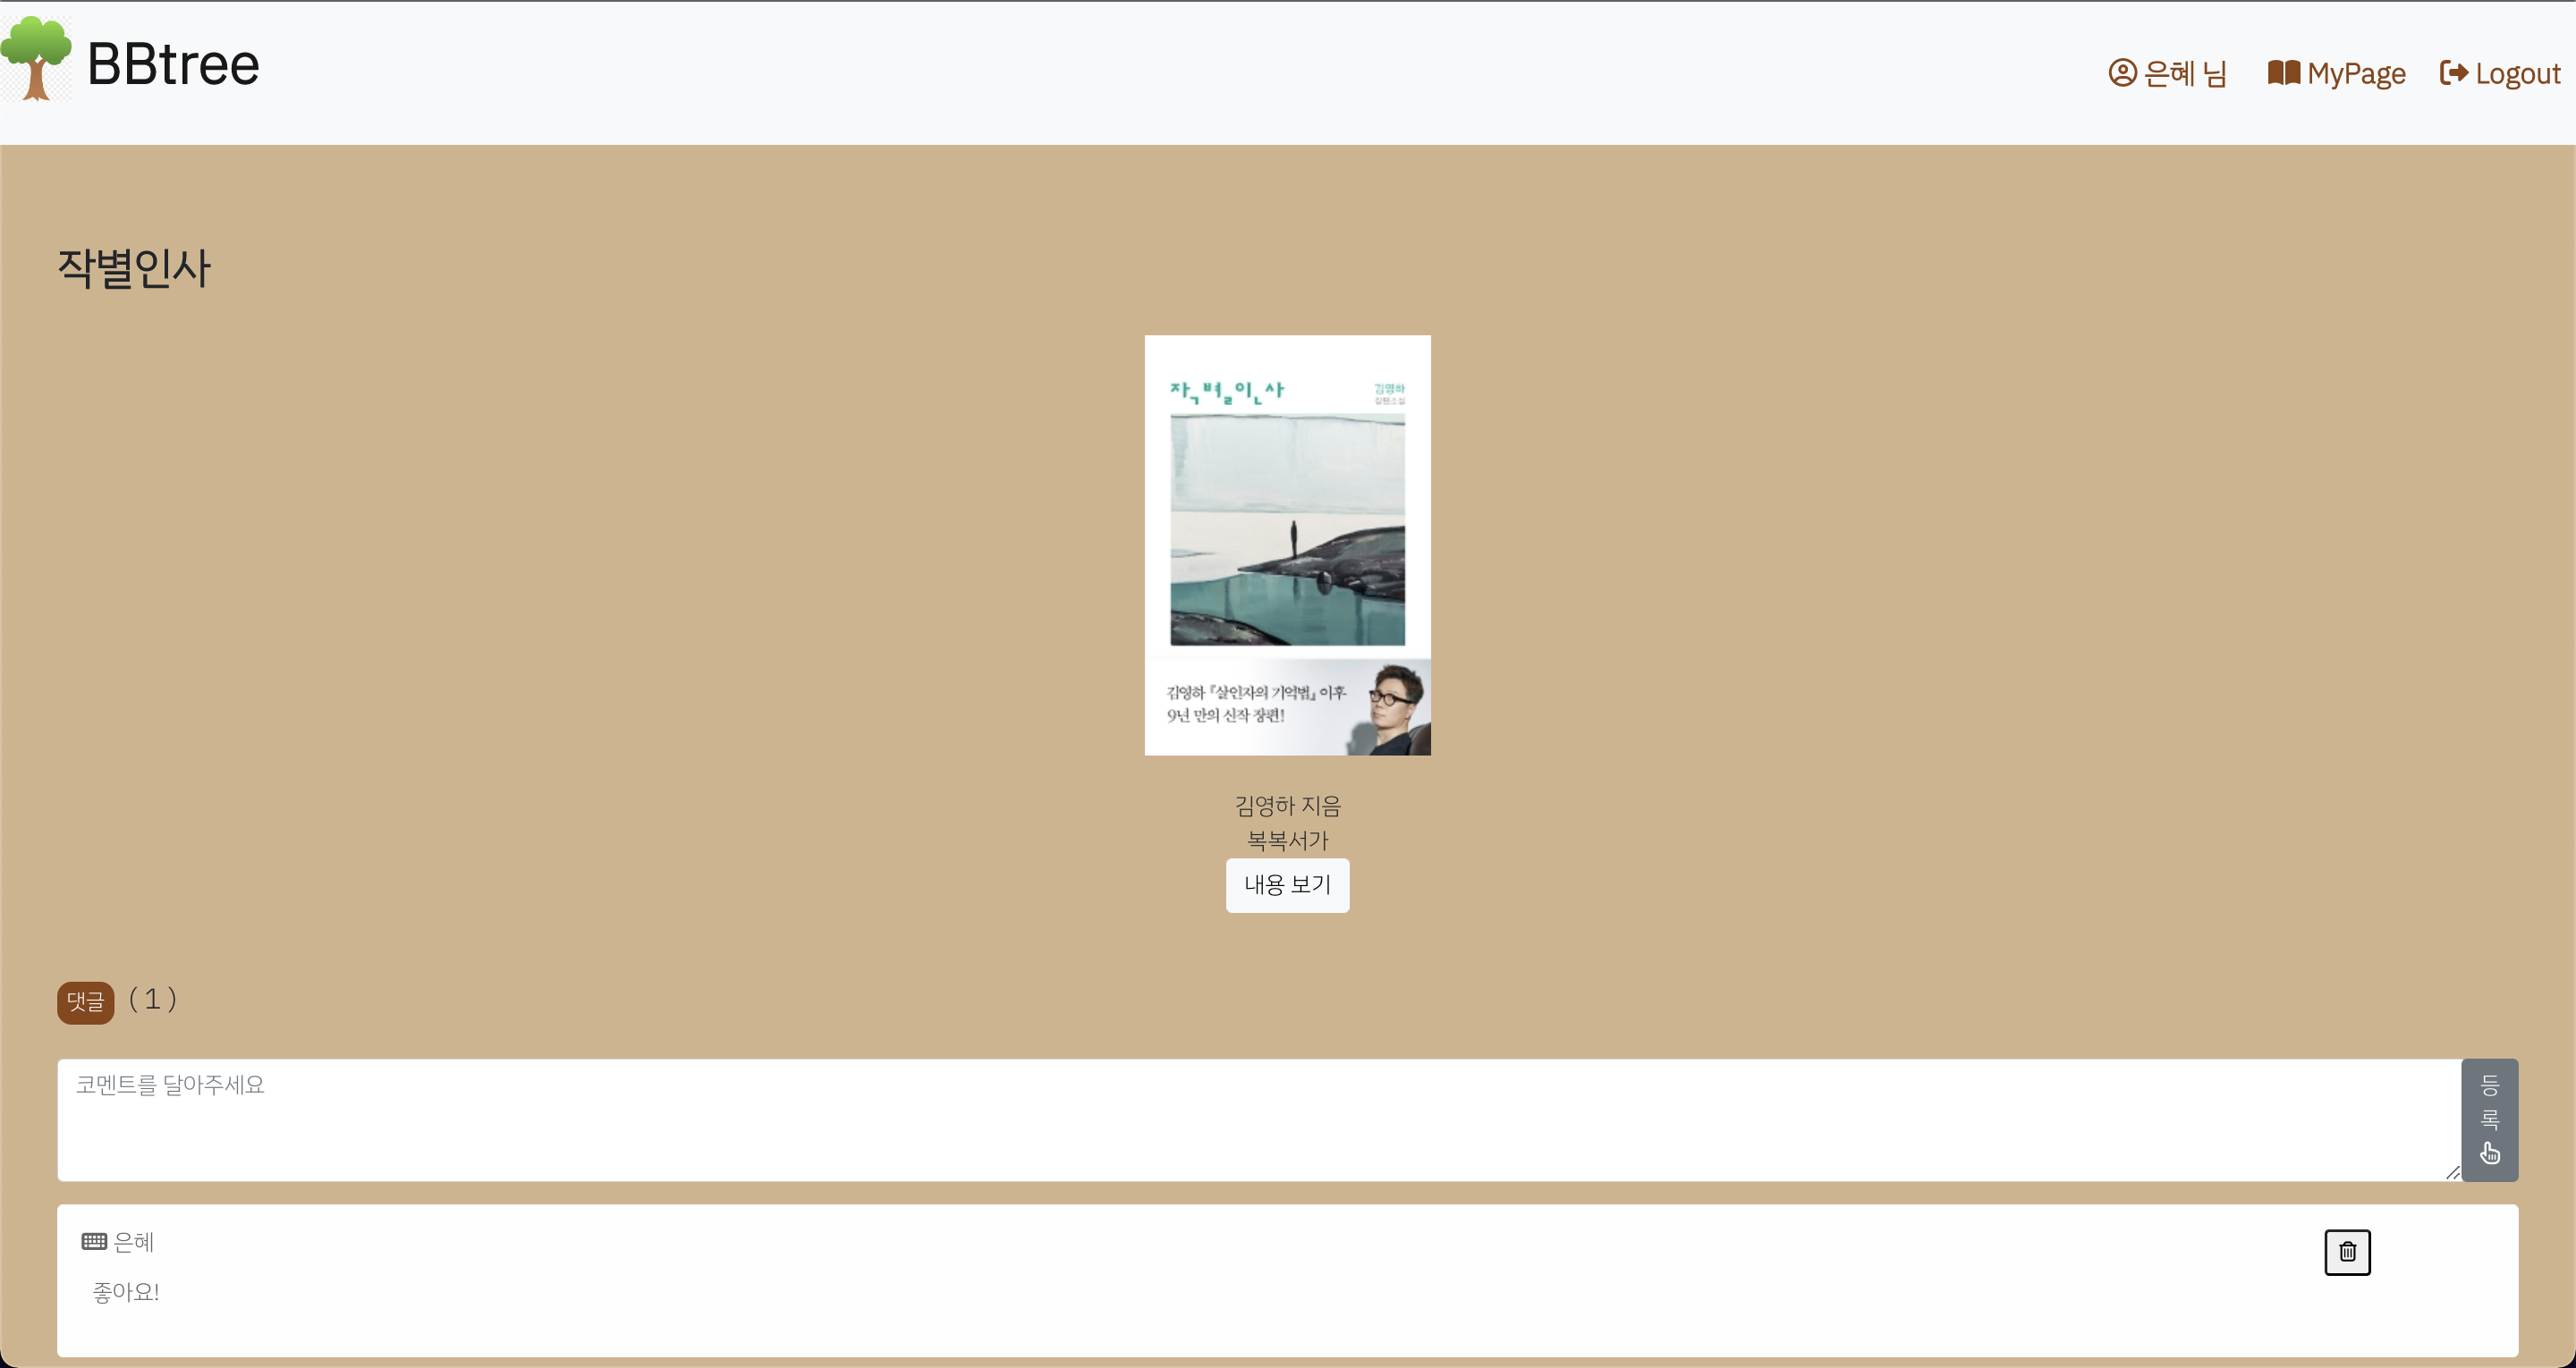 BBtree
은혜 님 MyPage Logout
작별인사
작별인사 김영하
장편소설
김영하 『살인자의 기억법』 이후
9년 만의 신작 장편!
김영하 지음
복복서가
내용 보기
댓글 ( 1 )
코멘트를 달아주세요
등
록
은혜
좋아요!